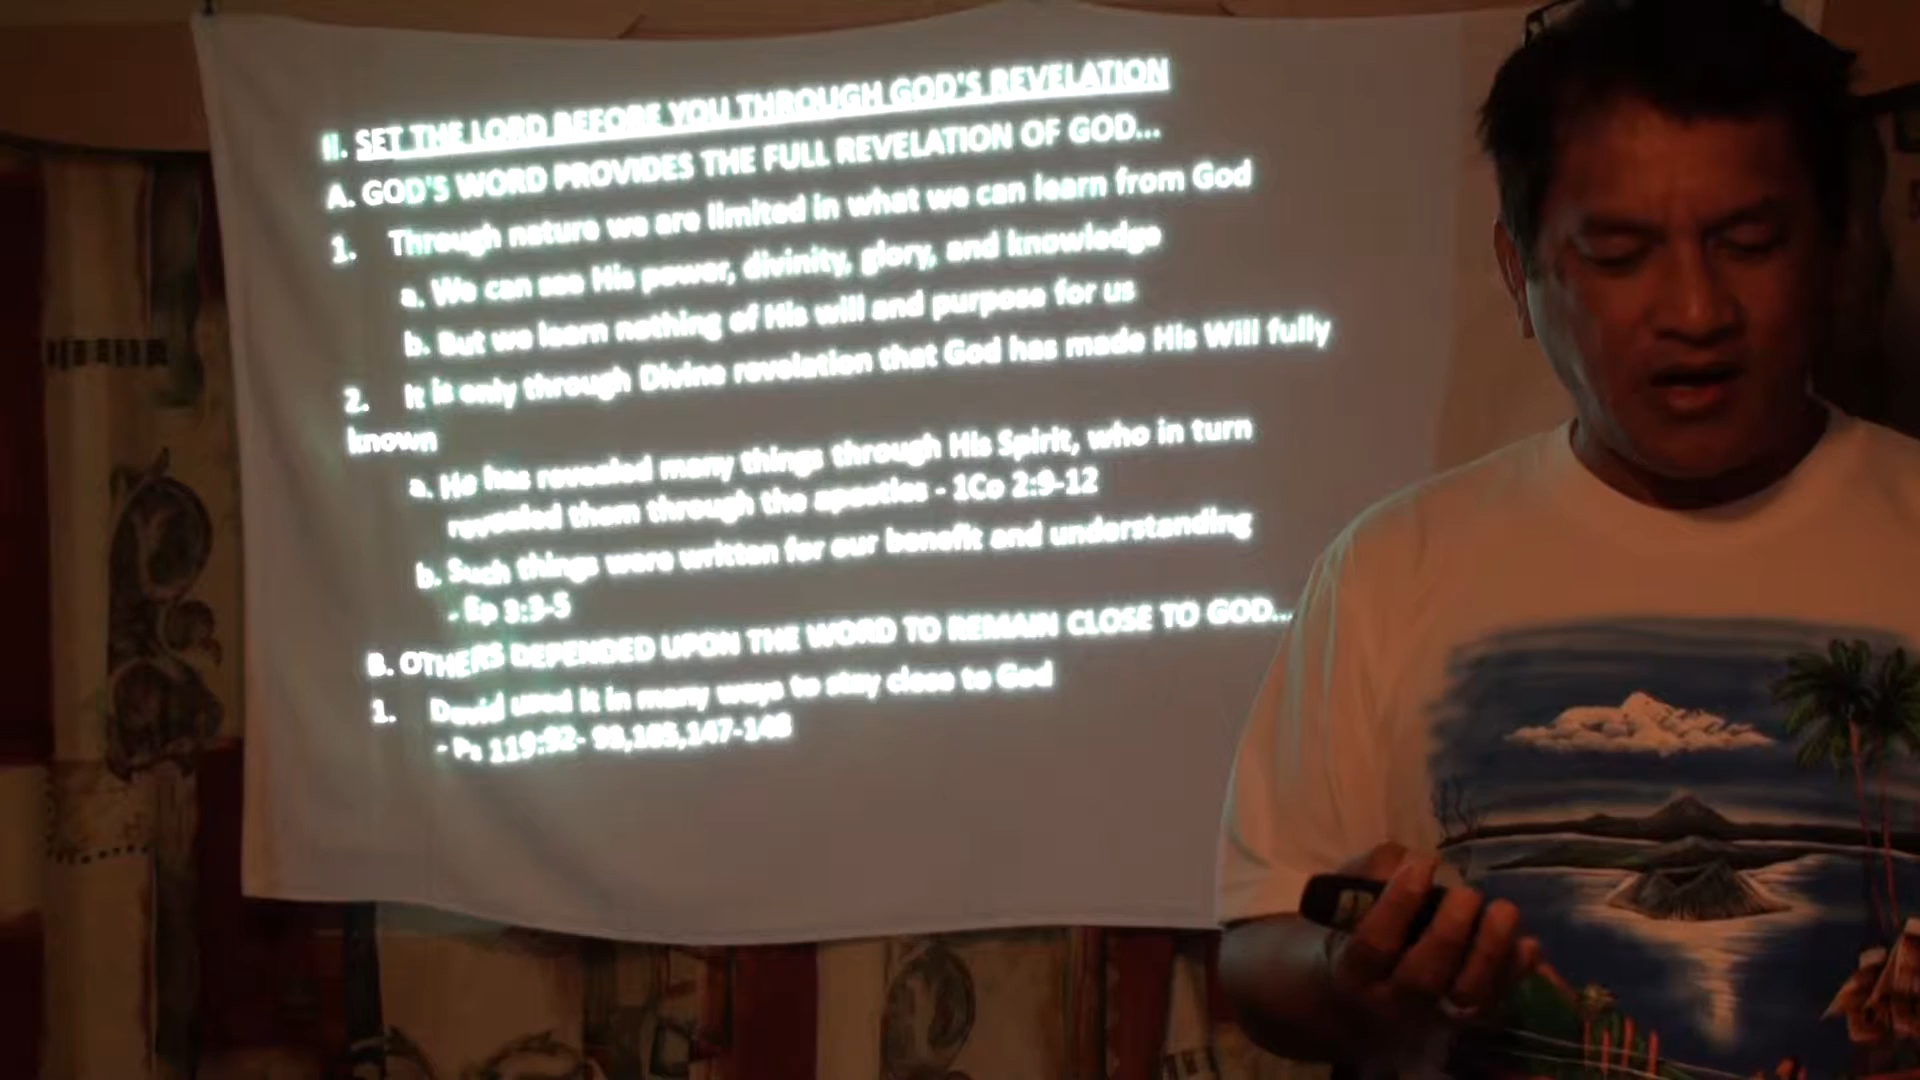 II. SET THE LORD BEFORE YOU THROUGH GOD'S REVELATION
A. GOD'S WORD PROVIDES THE FULL REVELATION OF GOD...
1. Through nature we are limited in what we can learn from God
a. We can see His power, divinity, glory, and knowledge
b. But we learn nothing of His will and purpose for us
2. It is only through Divine revelation that God has made His Will fully
known
a. He has revealed many things through His Spirit, who in turn
revealed them through the apostles - 1Co 2:9-12
b. Such things were written for our benefit and understanding
- Ep 3:3-5
B. OTHERS DEPENDED UPON THE WORD TO REMAIN CLOSE TO GOD...
1. David used it in many ways to stay close to God
- Ps